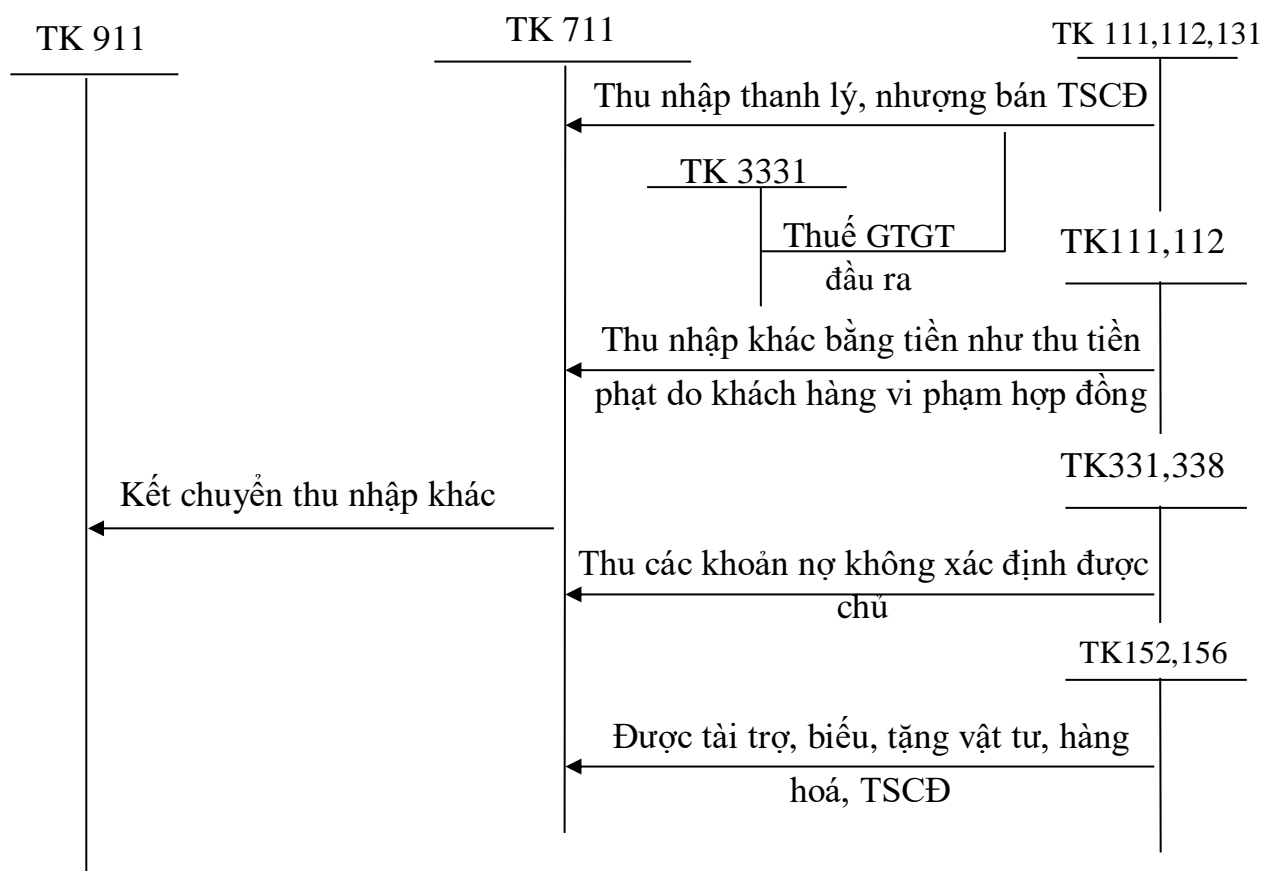 TK 911
TK 711
TK 111,112,131
Thu nhập thanh lý, nhượng bán TSCĐ
TK 3331
Thuế GTGT
đầu ra
TK111,112
Thu nhập khác bằng tiền như thu tiền
phạt do khách hàng vi phạm hợp đồng
TK331,338
Kết chuyển thu nhập khác
Thu các khoản nợ không xác định được
chủ
TK152,156
Được tài trợ, biếu, tặng vật tư, hàng
hoá, TSCĐ